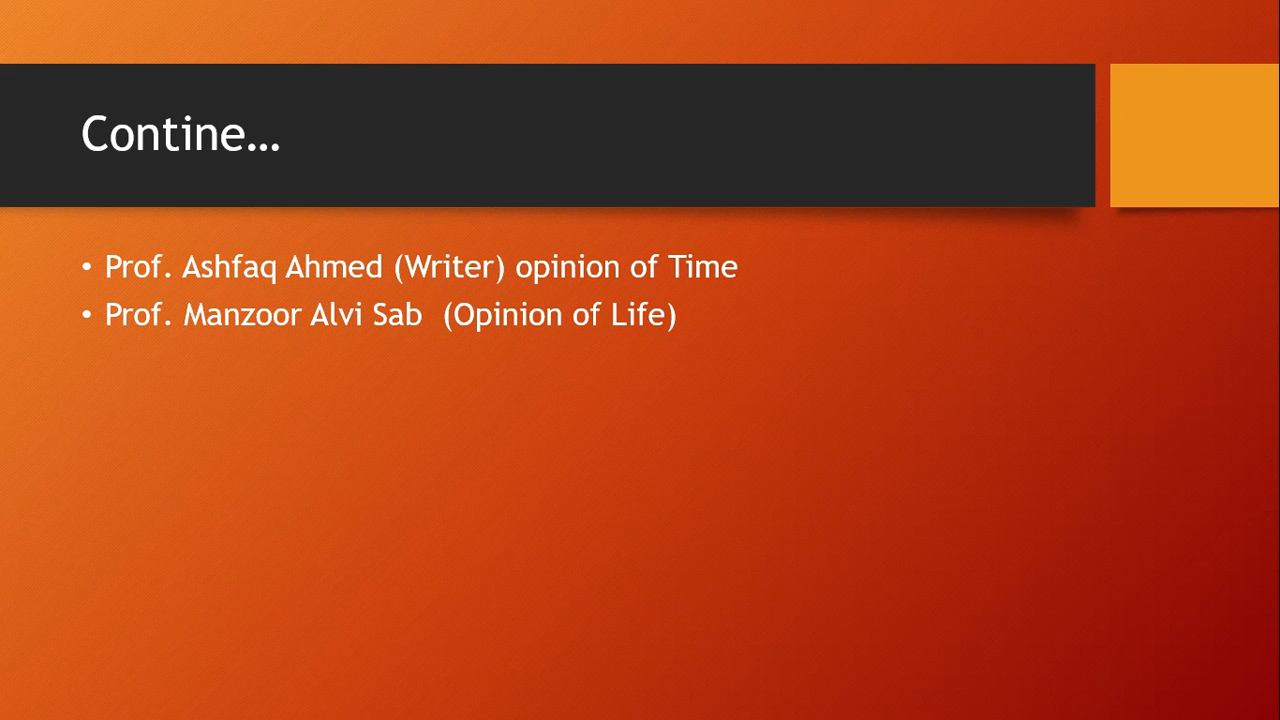 Contine...
• Prof. Ashfaq Ahmed (Writer) opinion of Time
• Prof. Manzoor Alvi Sab  (Opinion of Life)